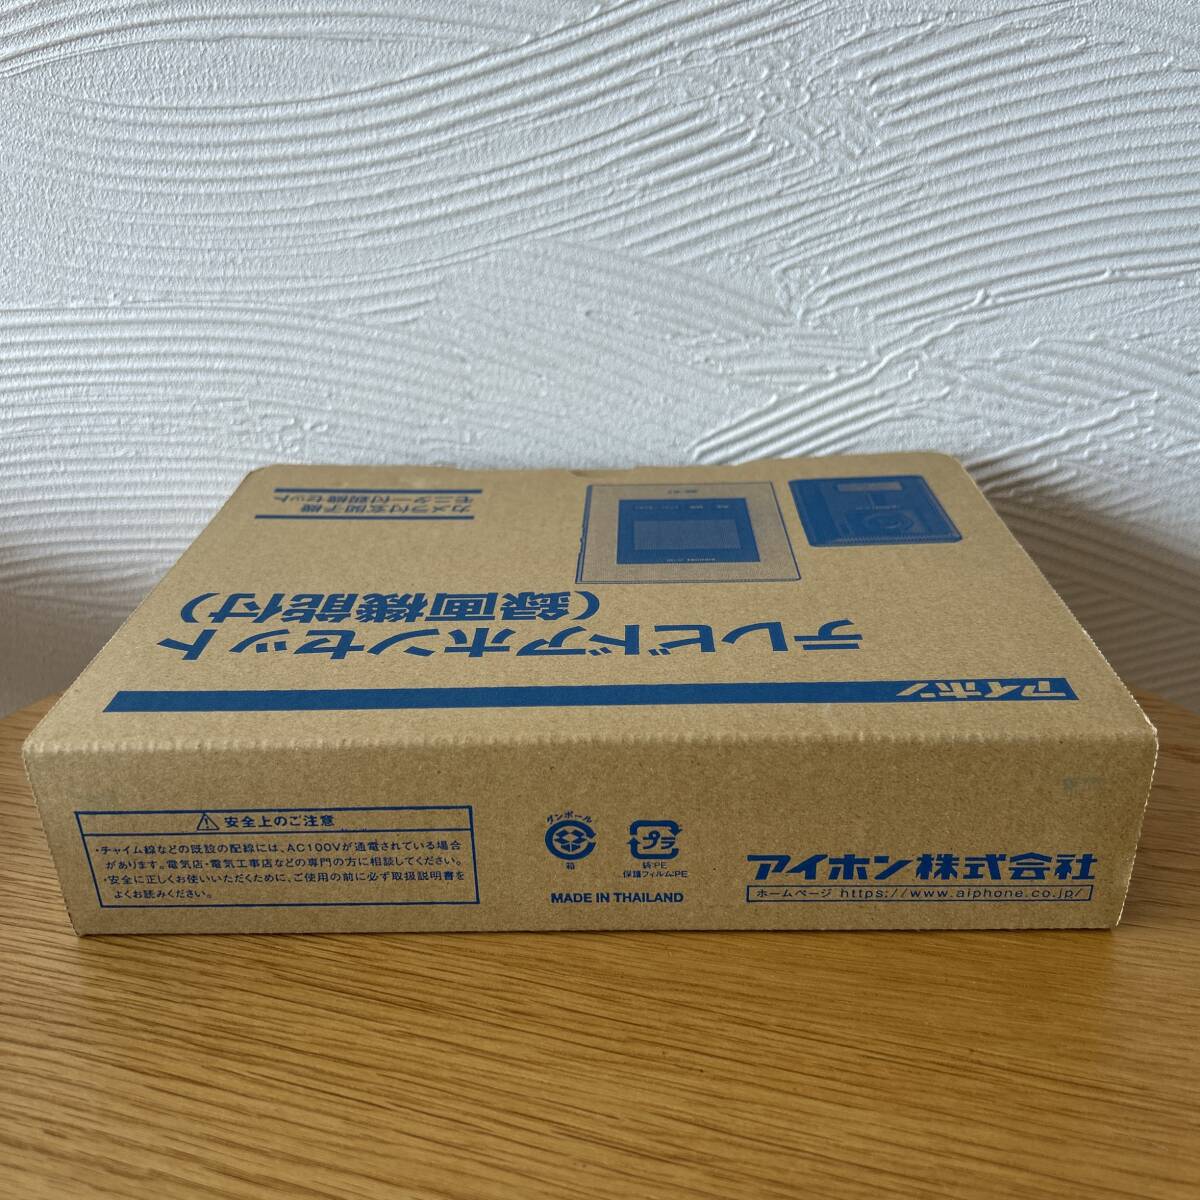 アイホン
テレビドアホンセット
(録画機能付)
カメラ付玄関子機
モニター付親機セット
安全上のご注意
・チャイム線などの既設の配線には、AC100Vが通電されている場合
があります。電気店・電気工事店などの専門の方に相談してください。
・安全に正しくお使いいただくために、ご使用の前に必ず取扱説明書を
よくお読みください。
ダンボール
箱
プラ
袋:PE
保護フィルム:PE
MADE IN THAILAND
アイホン株式会社
ホームページ https://www.aiphone.co.jp/